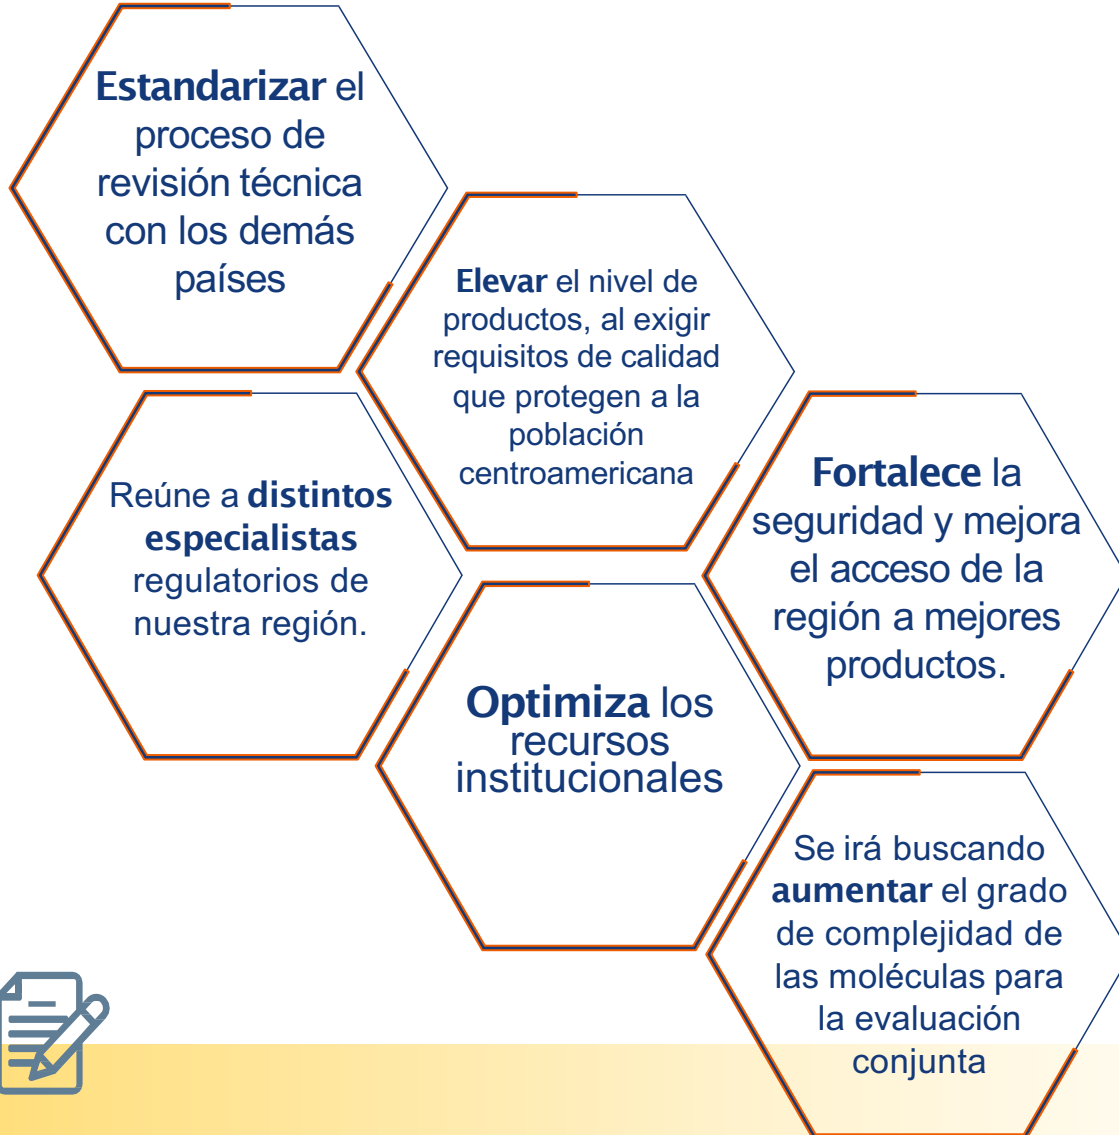 Estandarizar el
proceso de
revisión técnica
con los demás
países
Elevar el nivel de
productos, al exigir
requisitos de calidad
que protegen a la
población
centroamericana
Reúne a distintos
especialistas
regulatorios de
nuestra región.
Fortalece la
seguridad y mejora
el acceso de la
región a mejores
productos.
Optimiza los
recursos
institucionales
Se irá buscando
aumentar el grado
de complejidad de
las moléculas para
la evaluación
conjunta